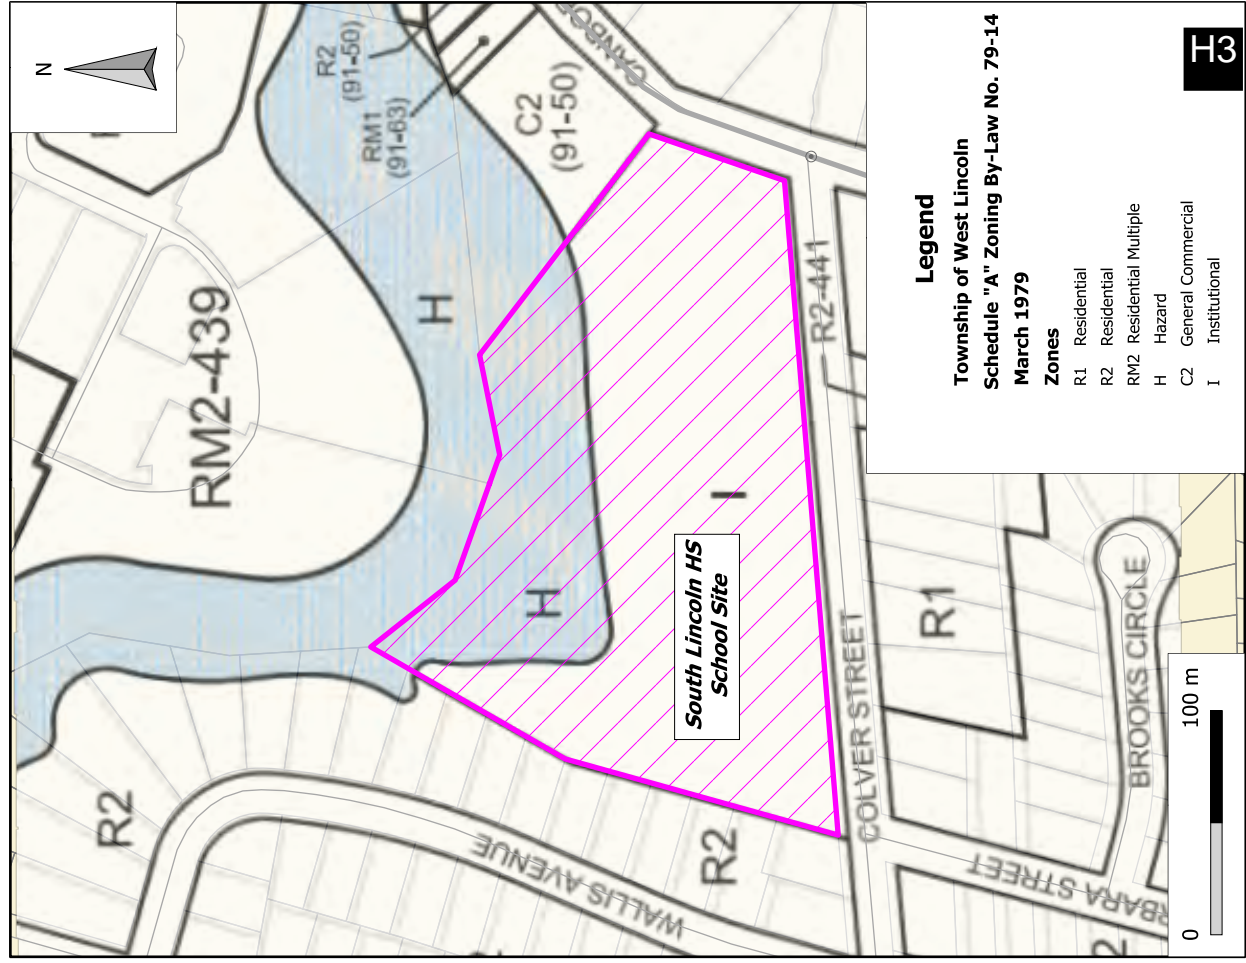 N
R2
(91-50)
RM1
(91-63)
C2
(91-50)
RM2-439
H
H
I
R2-441
South Lincoln HS
School Site
R2
R2
R1
WALLIS AVENUE
COLVER STREET
BROOKS CIRCLE
RBARA STREET
Legend
Township of West Lincoln
Schedule "A" Zoning By-Law No. 79-14
March 1979
Zones
R1 Residential
R2 Residential
RM2 Residential Multiple
H Hazard
C2 General Commercial
I Institutional
H3
0 100 m